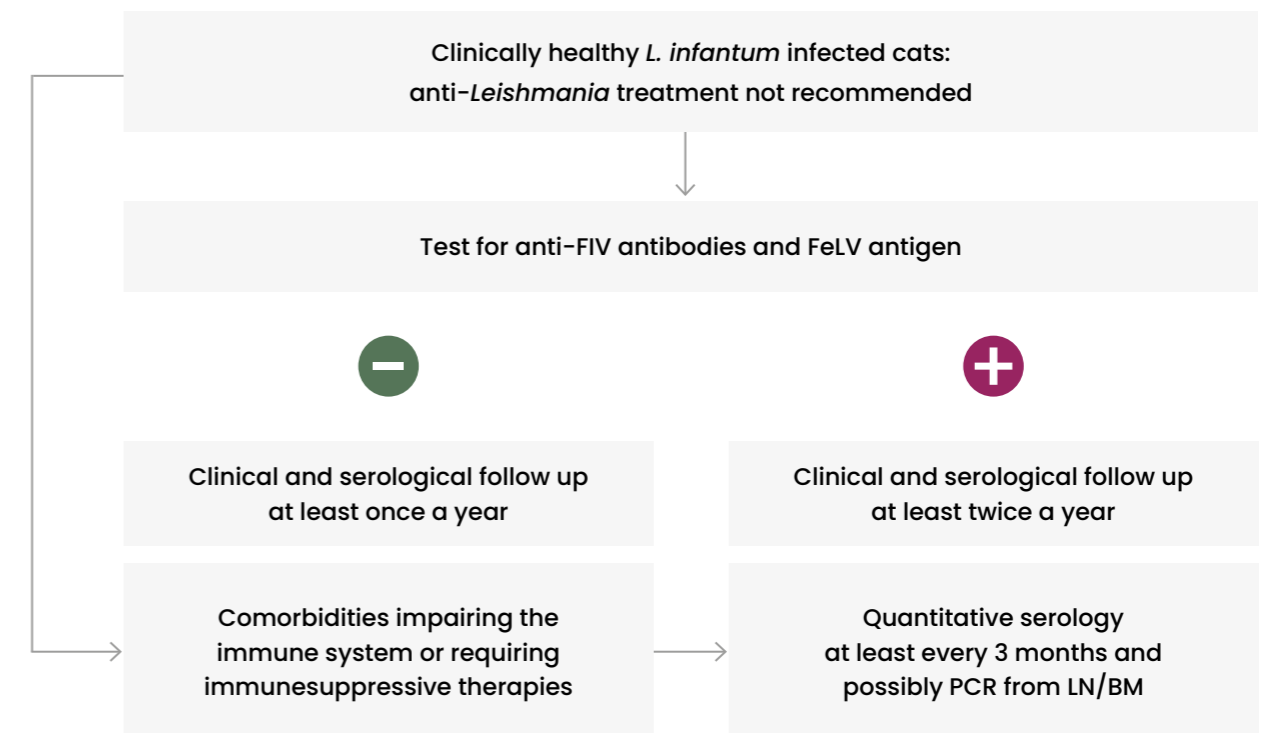 Clinically healthy L. infantum infected cats:
anti-Leishmania treatment not recommended
Test for anti-FIV antibodies and FeLV antigen
Clinical and serological follow up
at least once a year
Clinical and serological follow up
at least twice a year
Comorbidities impairing the
immune system or requiring
immunesuppressive therapies
Quantitative serology
at least every 3 months and
possibly PCR from LN/BM